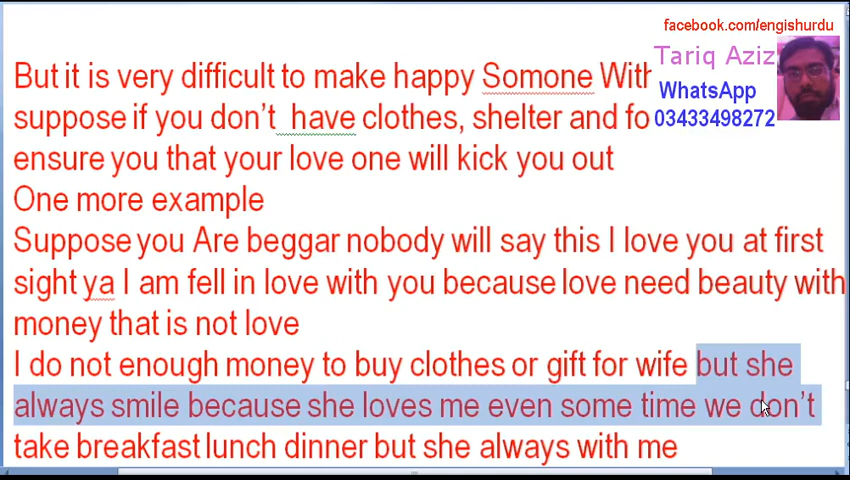 facebook.com/engishurdu
Tariq Aziz
WhatsApp
03433498272
But it is very difficult to make happy Somone With
suppose if you don't have clothes, shelter and fo
ensure you that your love one will kick you out
One more example
Suppose you Are beggar nobody will say this I love you at first
sight ya I am fell in love with you because love need beauty with
money that is not love
I do not enough money to buy clothes or gift for wife but she
always smile because she loves me even some time we don't
take breakfast lunch dinner but she always with me